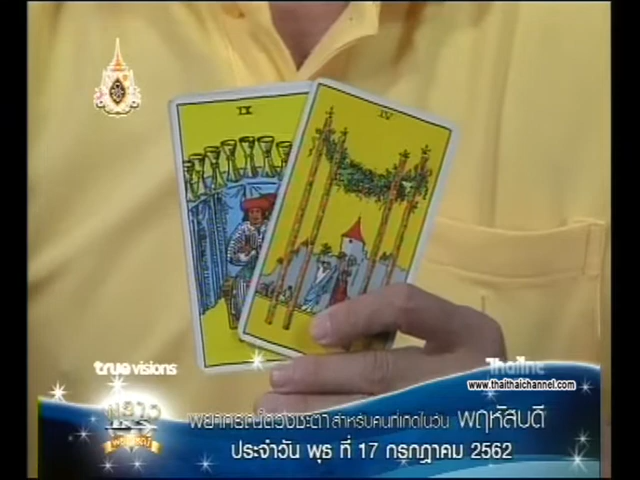 IX
IV
true visions
ThaiThai
www.thaithaichannel.com
พยากรณ์ดวงชะตา สำหรับคนที่เกิดในวัน พฤหัสบดี
ประจำวัน พุธ ที่ 17 กรกฎาคม 2562